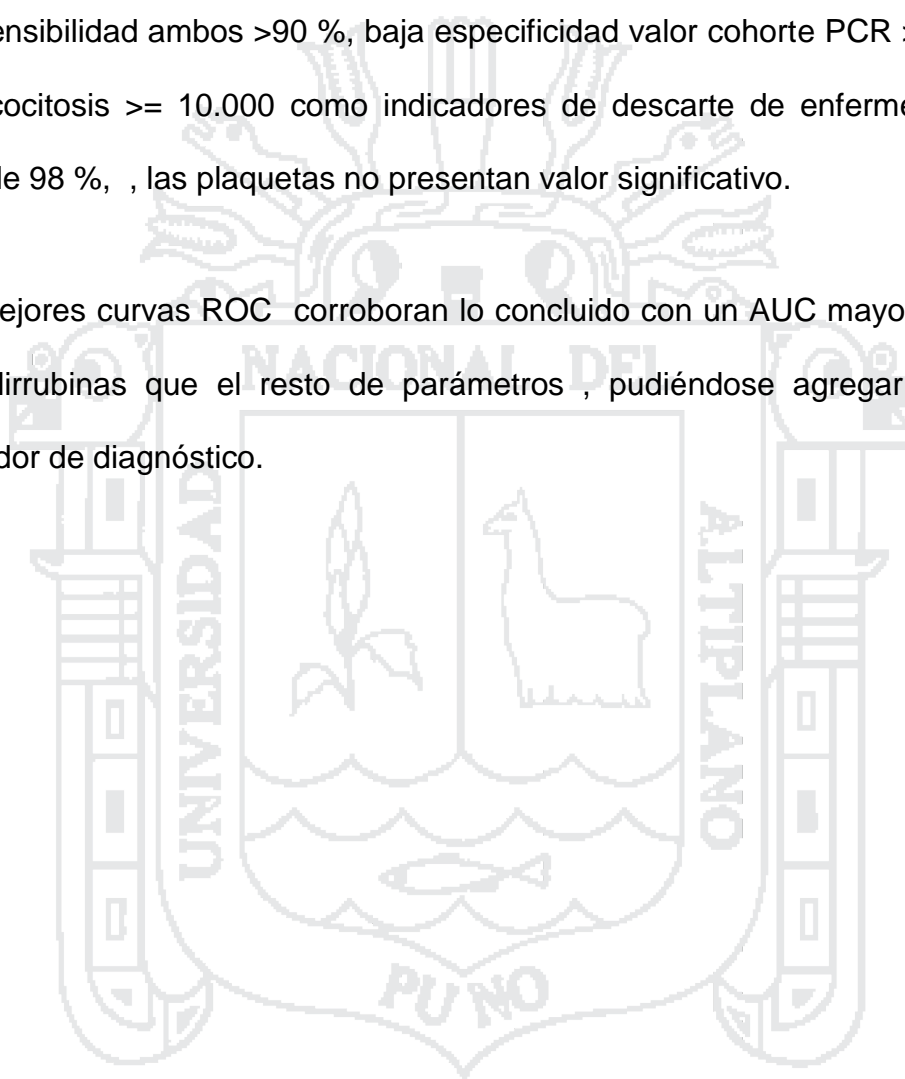 ensibilidad ambos >90 %, baja especificidad valor cohorte PCR
cocitosis >= 10.000 como indicadores de descarte de enferme
de 98 %, , las plaquetas no presentan valor significativo.
ejores curvas ROC corroboran lo concluido con un AUC mayo
NACIONAL DEL
lirrubinas que el resto de parámetros , pudiéndose agregar
dor de diagnóstico.
UNIVERSIDAD
ALTIPLANO
PUNO